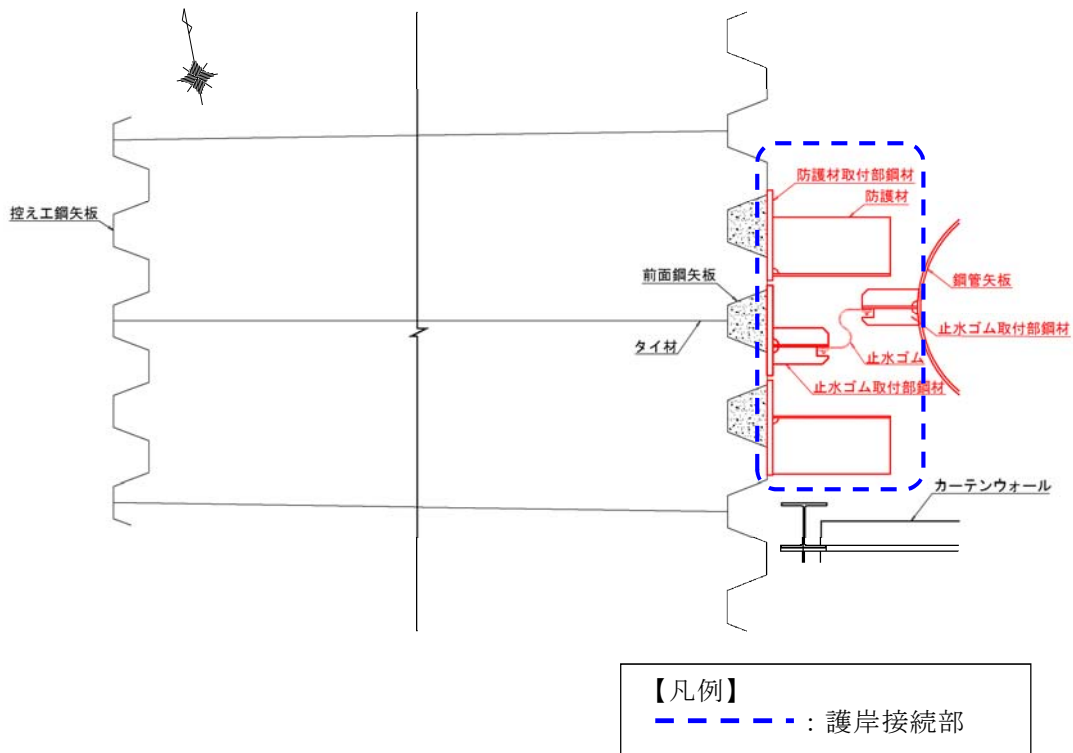 防護材取付部鋼材
防護材
控え工鋼矢板
前面鋼矢板
鋼管矢板
止水ゴム取付部鋼材
タイ材
止水ゴム
止水ゴム取付部鋼材
カーテンウォール
【凡例】
：護岸接続部